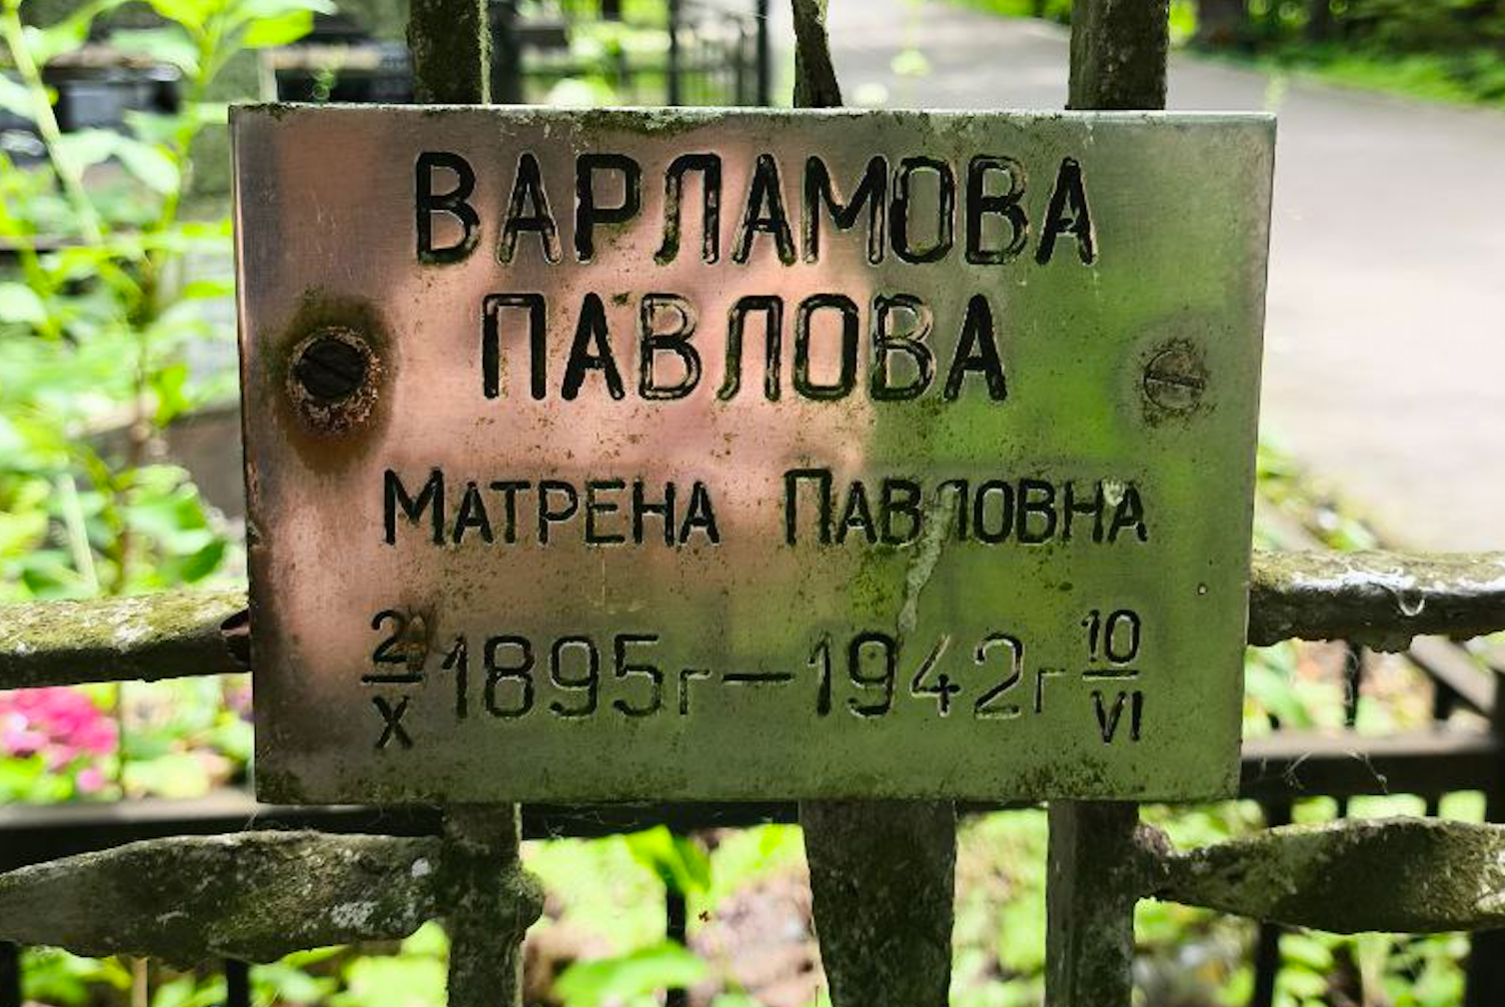 ВАРЛАМОВА
ПАВЛОВА
МАТРЕНА ПАВЛОВНА
2/X 1895г — 1942г 10/VI